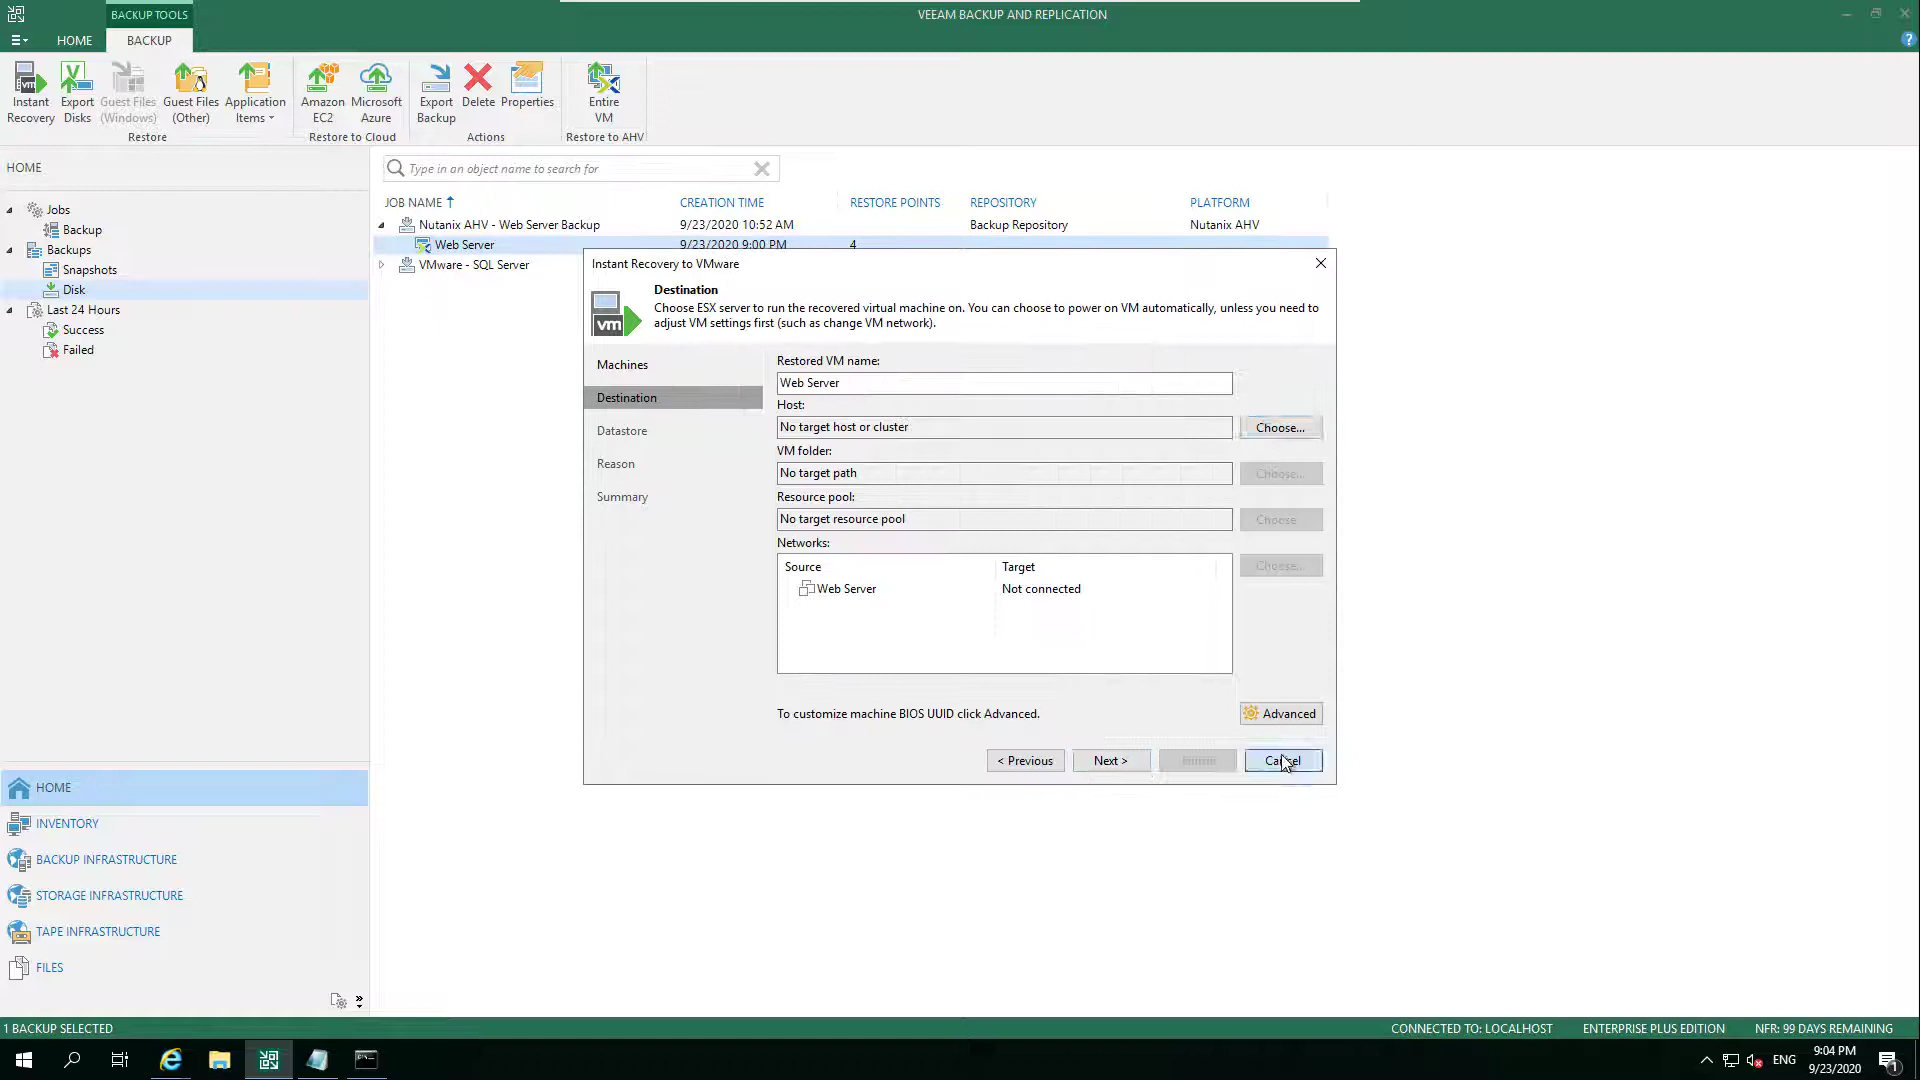 BACKUP TOOLS
VEEAM BACKUP AND REPLICATION
HOME
BACKUP
Instant
Recovery
Export
Disks
Guest Files
(Windows)
Guest Files
(Other)
Application
Items
Amazon
EC2
Microsoft
Azure
Export
Backup
Delete
Properties
Entire
VM
Restore
Restore to Cloud
Actions
Restore to AHV
HOME
Jobs
Backup
Backups
Snapshots
Disk
Last 24 Hours
Success
Failed
Type in an object name to search for
JOB NAME
CREATION TIME
RESTORE POINTS
REPOSITORY
PLATFORM
Nutanix AHV - Web Server Backup
9/23/2020 10:52 AM
Backup Repository
Nutanix AHV
Web Server
9/23/2020 9:00 PM
4
VMware - SQL Server
Instant Recovery to VMware
vm
Destination
Choose ESX server to run the recovered virtual machine on. You can choose to power on VM automatically, unless you need to
adjust VM settings first (such as change VM network).
Machines
Destination
Datastore
Reason
Summary
Restored VM name:
Web Server
Host:
No target host or cluster
Choose...
VM folder:
No target path
Choose...
Resource pool:
No target resource pool
Choose...
Networks:
Source
Target
Choose...
Web Server
Not connected
To customize machine BIOS UUID click Advanced.
Advanced
< Previous
Next >
Cancel
HOME
INVENTORY
BACKUP INFRASTRUCTURE
STORAGE INFRASTRUCTURE
TAPE INFRASTRUCTURE
FILES
1 BACKUP SELECTED
CONNECTED TO: LOCALHOST
ENTERPRISE PLUS EDITION
NFR: 99 DAYS REMAINING
ENG
9:04 PM
9/23/2020
1